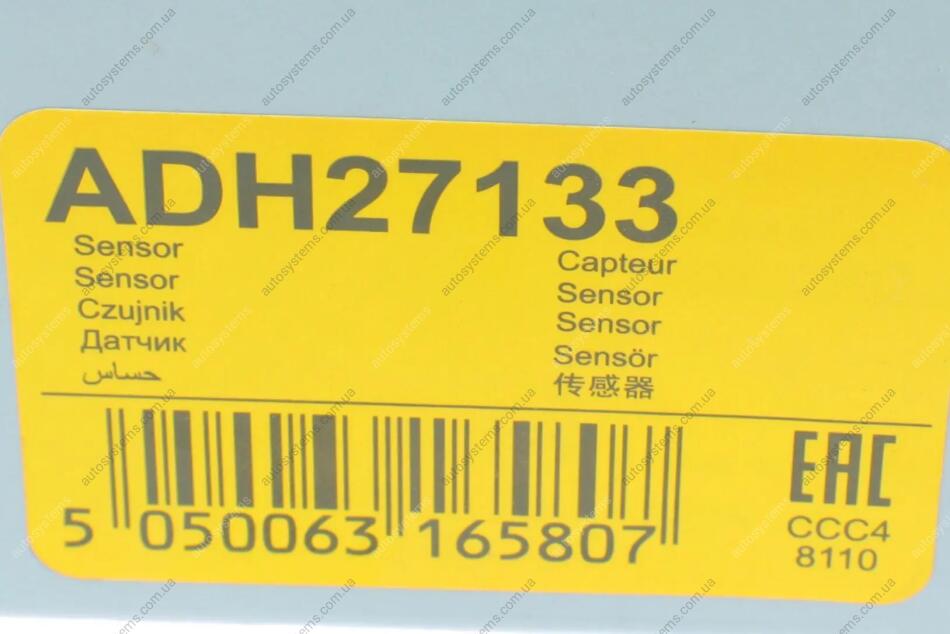 ADH27133
Sensor
Sensor
Czujnik
Датчик
حساس
Capteur
Sensor
Sensor
Sensör
传感器
5 050063 165807
EAC
CCC4
8110
autosystems.com.ua